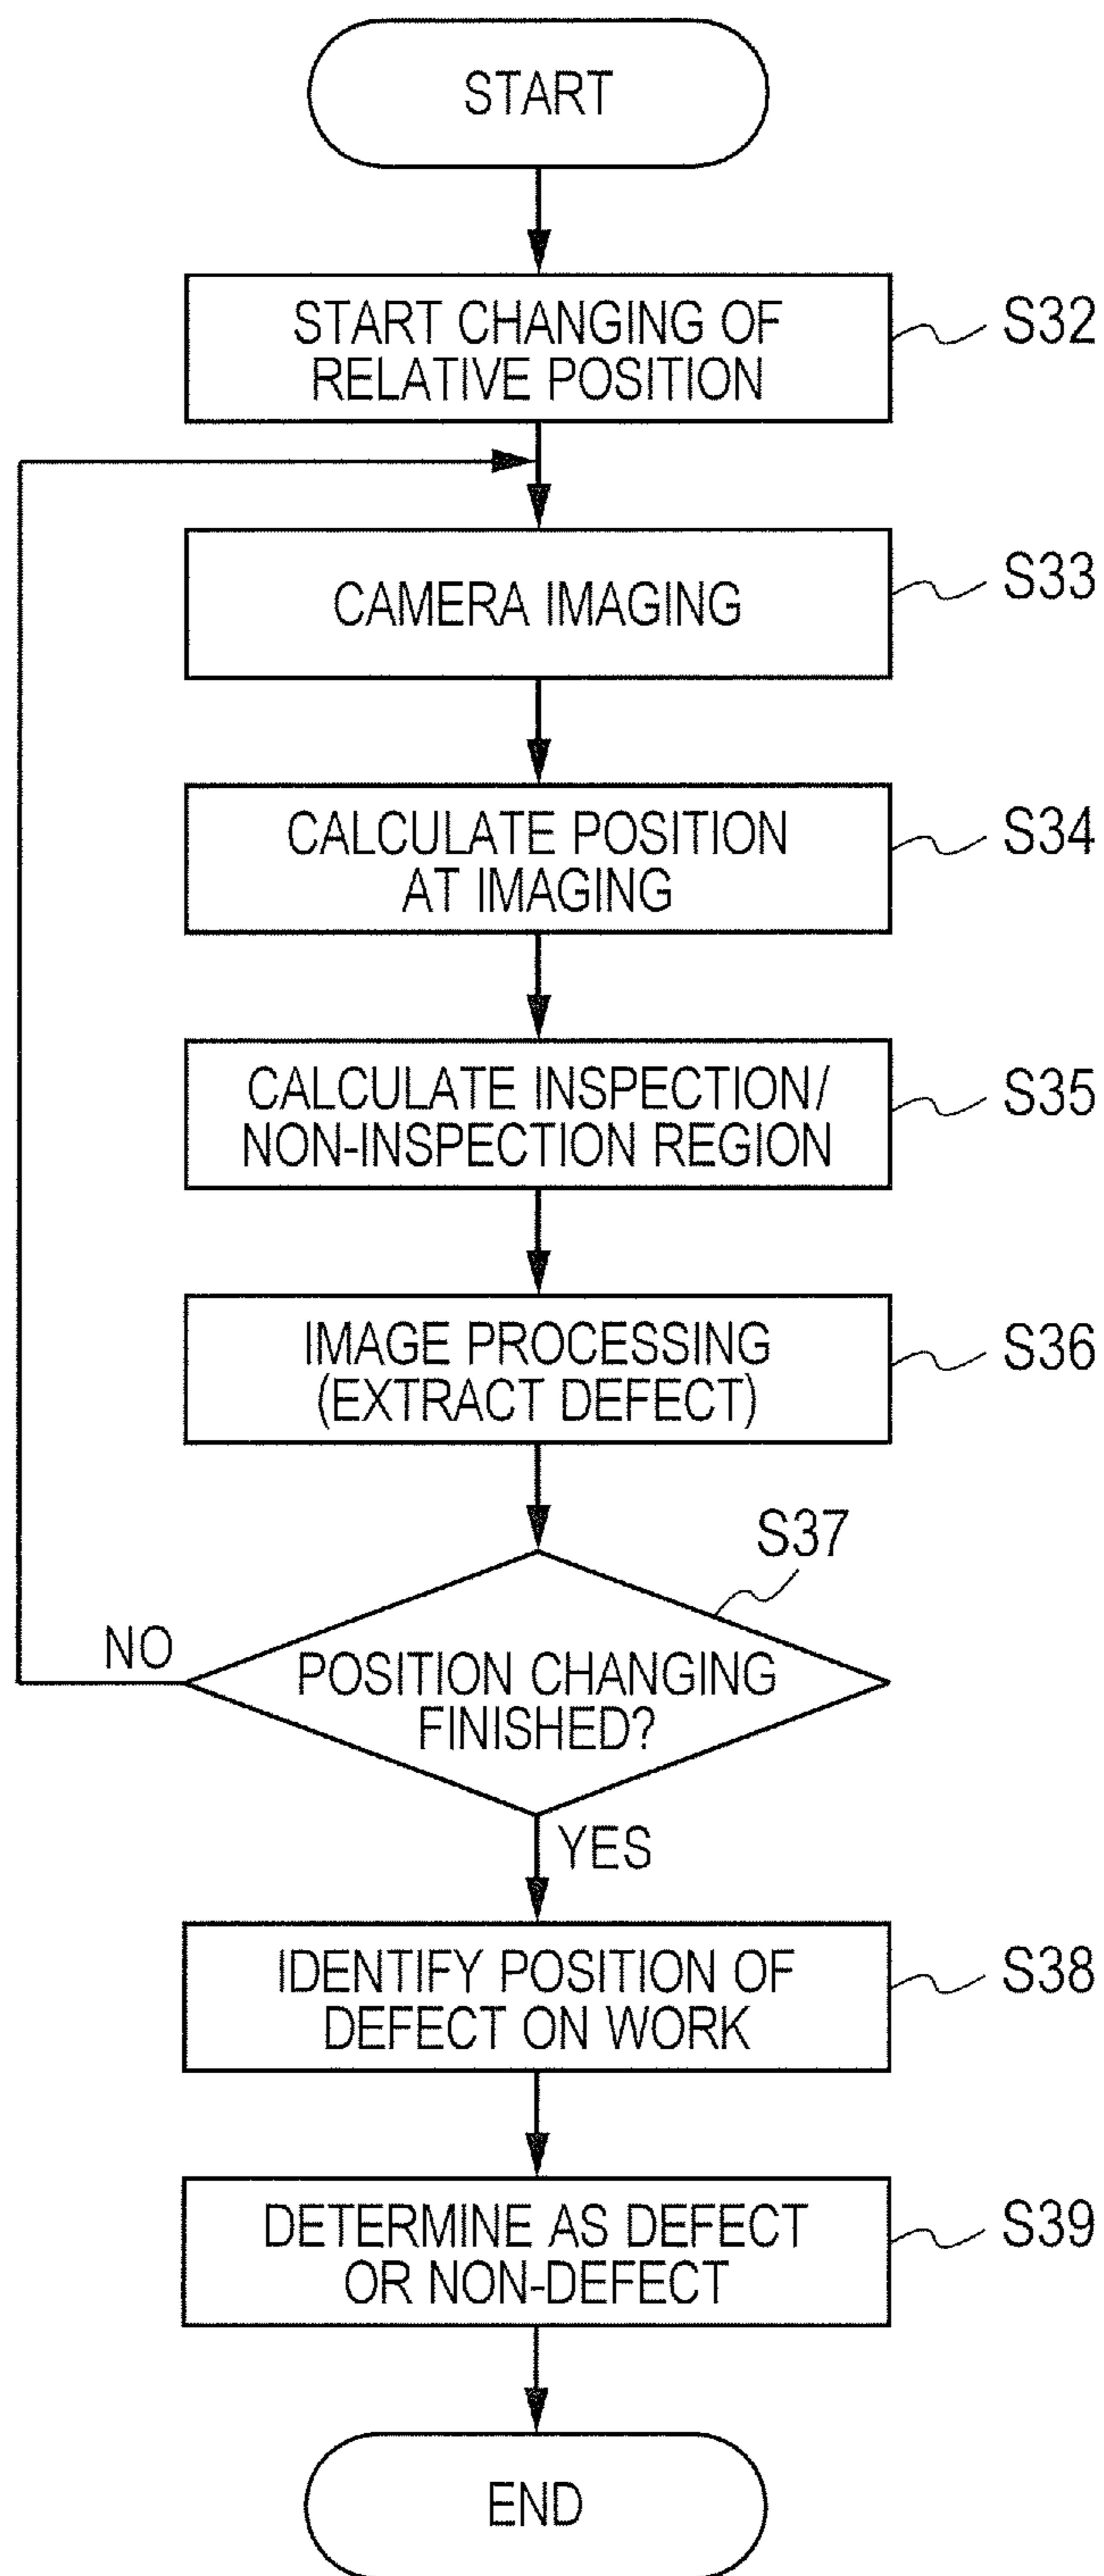 START
START CHANGING OF
RELATIVE POSITION
S32
CAMERA IMAGING
S33
CALCULATE POSITION
AT IMAGING
S34
CALCULATE INSPECTION/
NON-INSPECTION REGION
S35
IMAGE PROCESSING
(EXTRACT DEFECT)
S36
S37
NO
POSITION CHANGING
FINISHED?
YES
IDENTIFY POSITION OF
DEFECT ON WORK
S38
DETERMINE AS DEFECT
OR NON-DEFECT
S39
END